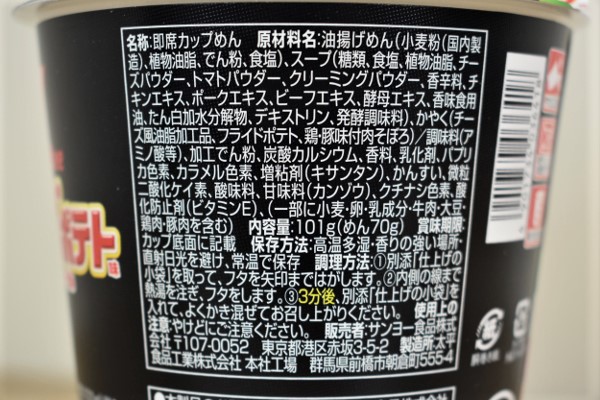 名称:即席カップめん 原材料名:油揚げめん(小麦粉(国内製
造)、植物油脂、でん粉、食塩)、スープ(糖類、食塩、植物油脂、チー
ズパウダー、トマトパウダー、クリーミングパウダー、香辛料、チ
キンエキス、ポークエキス、ビーフエキス、酵母エキス、香味食用
油、たん白加水分解物、デキストリン、発酵調味料)、かやく(チー
ズ風油脂加工品、フライドポテト、鶏・豚味付肉そぼろ)／調味料(ア
ミノ酸等)、加工でん粉、炭酸カルシウム、香料、乳化剤、パプリ
カ色素、カラメル色素、増粘剤(キサンタン)、かんすい、微粒
二酸化ケイ素、酸味料、甘味料(カンゾウ)、クチナシ色素、酸
化防止剤(ビタミンE)、(一部に小麦・卵・乳成分・牛肉・大豆・
鶏肉・豚肉を含む) 内容量:101g(めん70g) 賞味期限:
カップ底面に記載 保存方法:高温多湿・香りの強い場所・
直射日光を避け、常温で保存 調理方法:①別添「仕上げの
小袋」を取って、フタを矢印まではがします。②内側の線まで
熱湯を注ぎ、フタをします。③3分後、別添「仕上げの小袋」を
入れて、よくかき混ぜてお召し上がりください。 使用上の
注意:やけどにご注意ください。 販売者:サンヨー食品株式
会社 〒107-0052 東京都港区赤坂3-5-2 製造所:太平
食品工業株式会社 本社工場 群馬県前橋市朝倉町555-4
ポテト
味